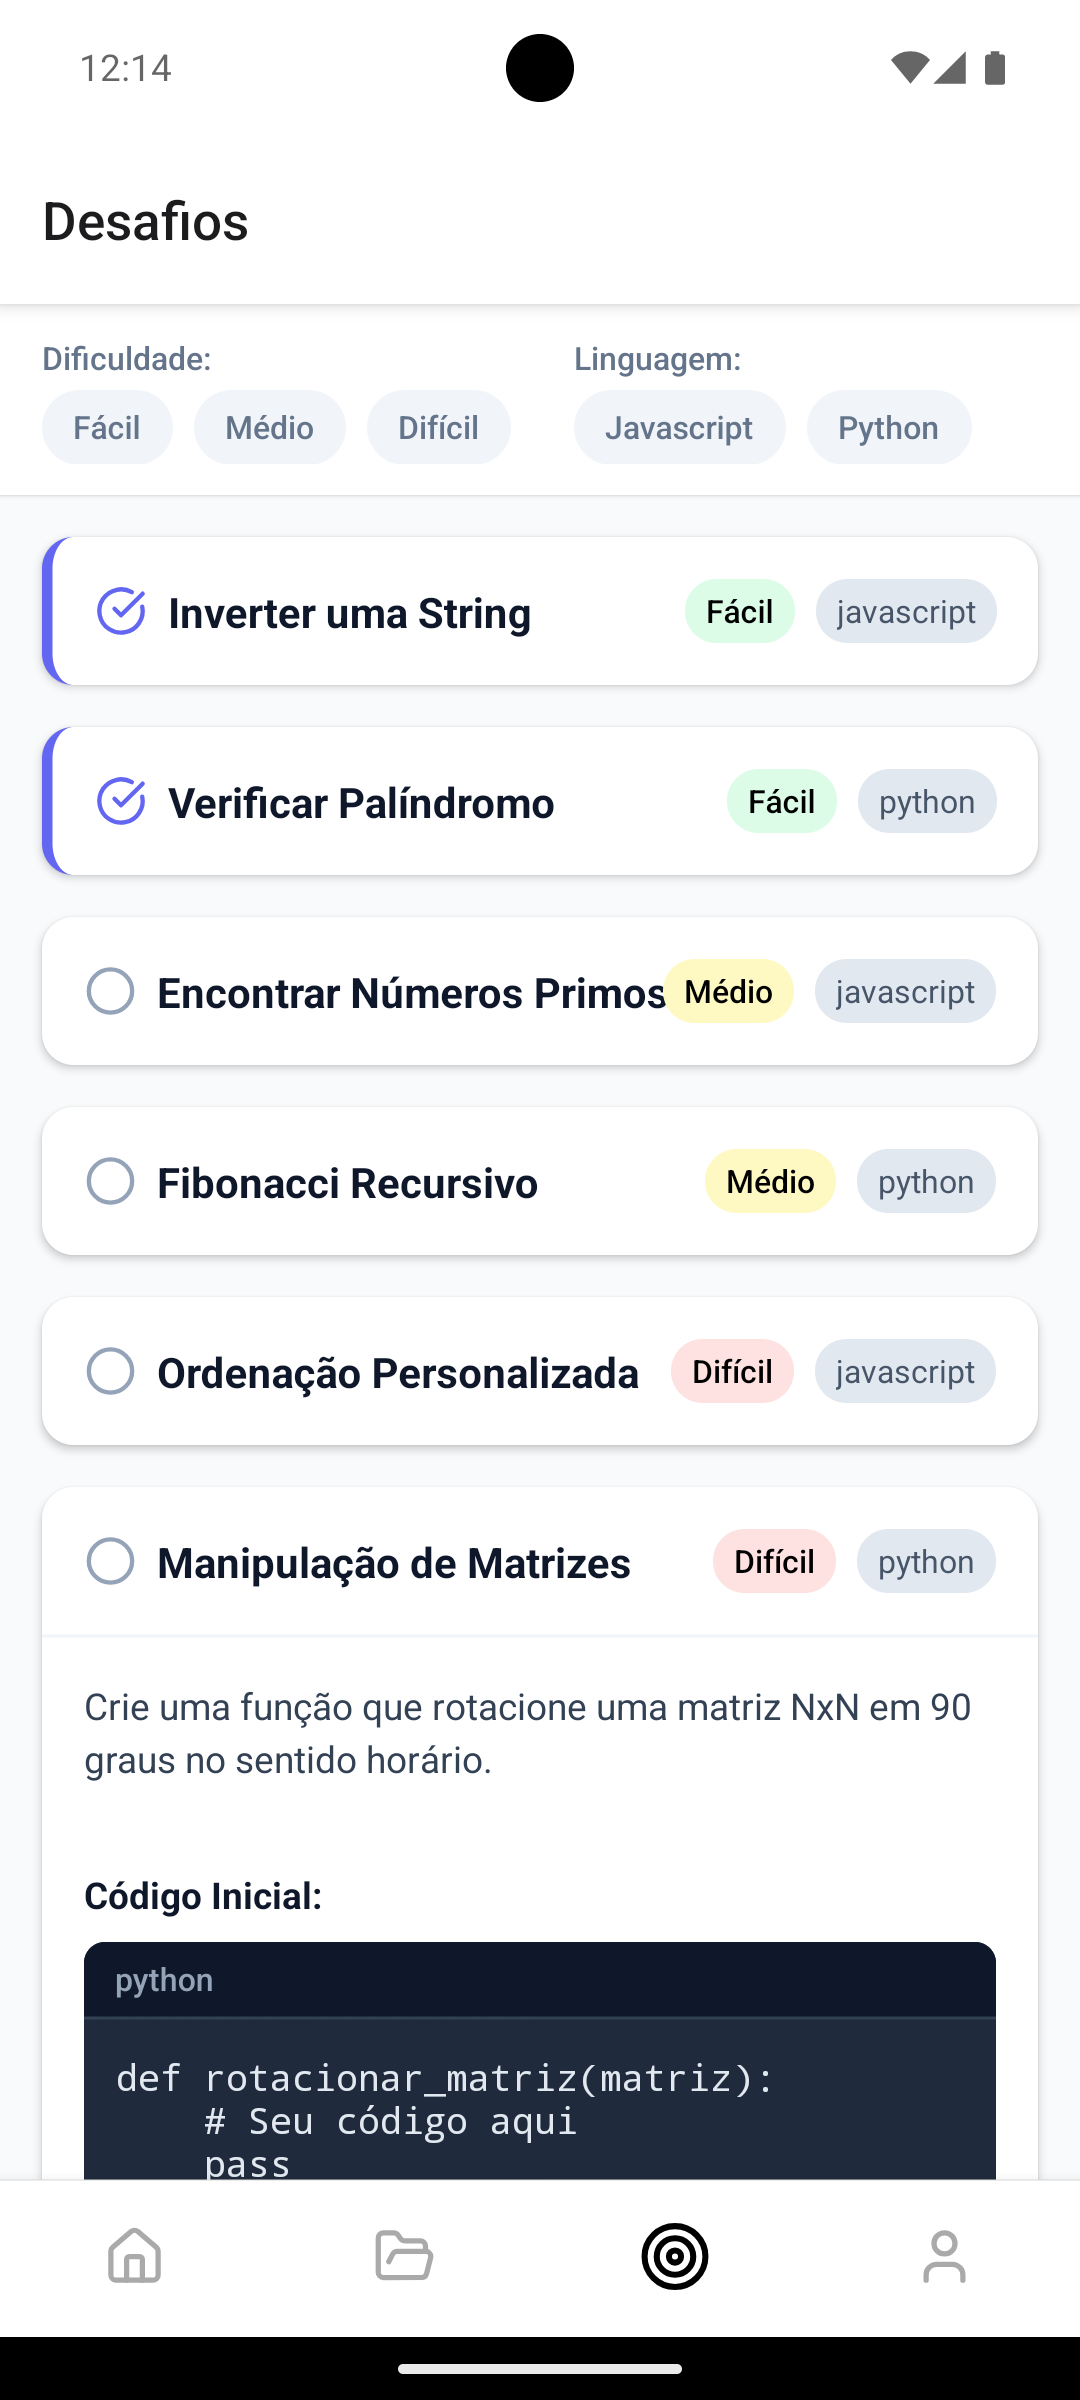 12:14
Desafios
Dificuldade:
Fácil Médio Difícil
Linguagem:
Javascript Python
Inverter uma String Fácil javascript
Verificar Palíndromo Fácil python
Encontrar Números Primos Médio javascript
Fibonacci Recursivo Médio python
Ordenação Personalizada Difícil javascript
Manipulação de Matrizes Difícil python
Crie uma função que rotacione uma matriz NxN em 90
graus no sentido horário.
Código Inicial:
python
def rotacionar_matriz(matriz):
    # Seu código aqui
    pass